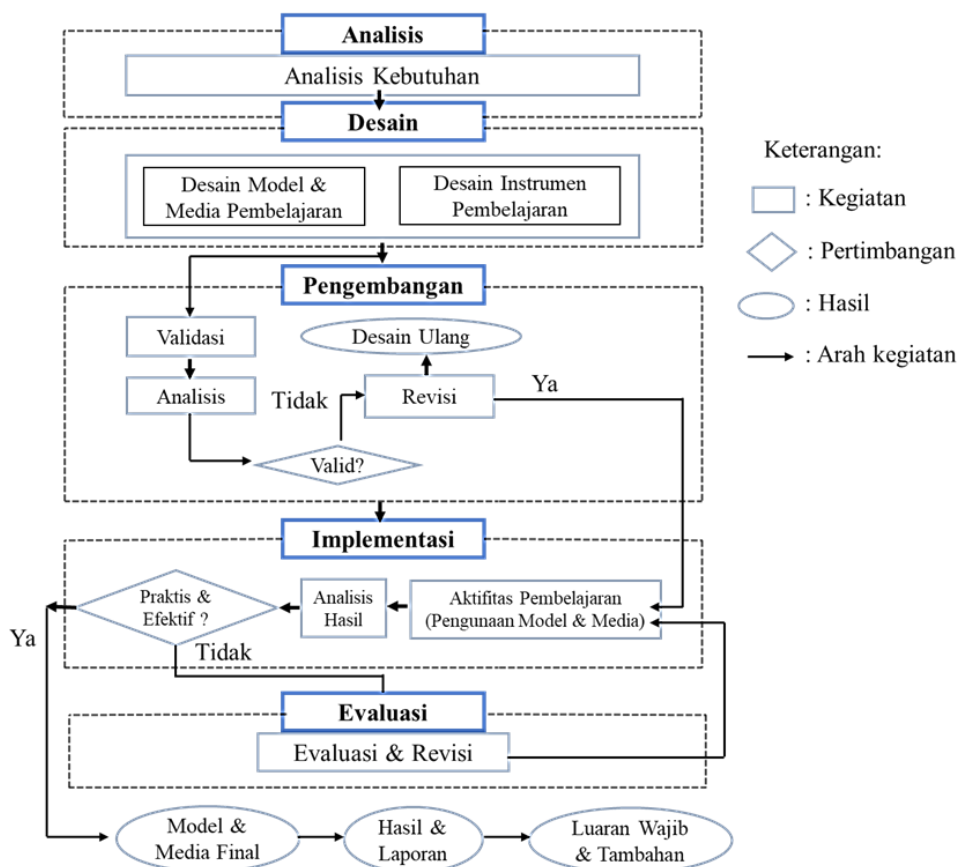 Analisis
Analisis Kebutuhan
Desain
Desain Model &
Media Pembelajaran
Desain Instrumen
Pembelajaran
Pengembangan
Validasi
Analisis
Tidak
Valid?
Desain Ulang
Revisi
Ya
Implementasi
Praktis &
Efektif ?
Analisis
Hasil
Aktifitas Pembelajaran
(Pengunaan Model & Media)
Ya
Tidak
Evaluasi
Evaluasi & Revisi
Model &
Media Final
Hasil &
Laporan
Luaran Wajib
& Tambahan
Keterangan:
: Kegiatan
: Pertimbangan
: Hasil
: Arah kegiatan